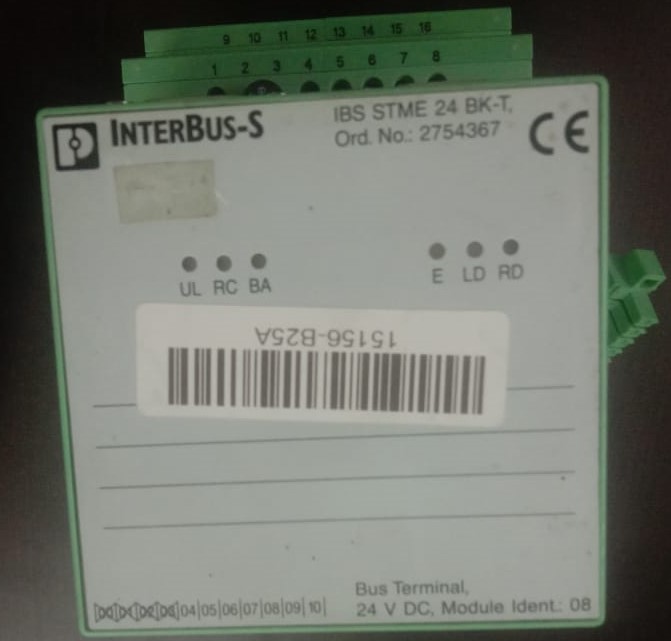 9 10 11 12 13 14 15 16
1 2 3 4 5 6 7 8
INTERBUS-S
IBS STME 24 BK-T,
Ord. No.: 2754367
CE
UL RC BA
E LD RD
15156-B25A
04|05|06|07|08|09|10|
Bus Terminal,
24 V DC, Module Ident.: 08